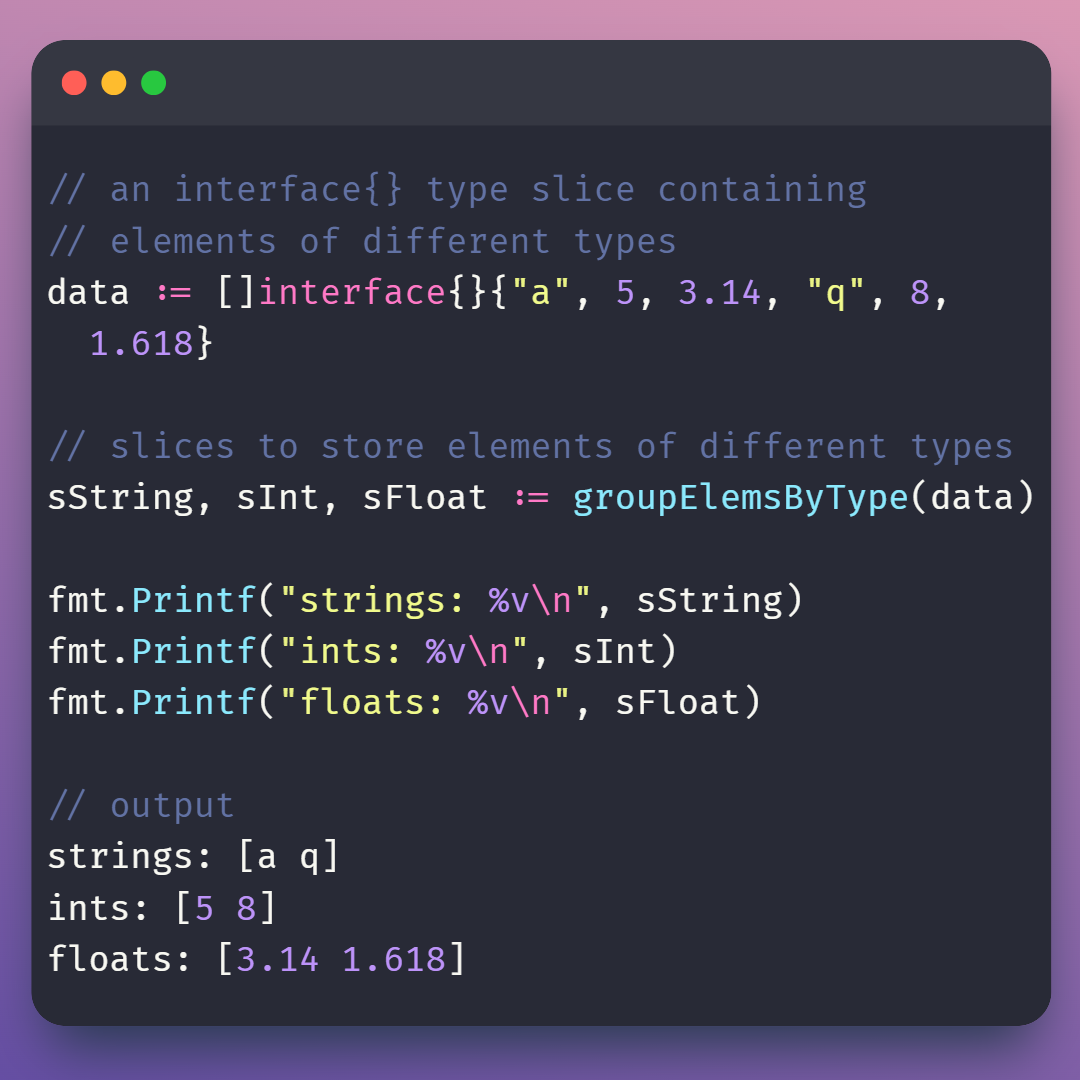 // an interface{} type slice containing
// elements of different types
data := []interface{}{"a", 5, 3.14, "q", 8,
  1.618}

// slices to store elements of different types
sString, sInt, sFloat := groupElemsByType(data)

fmt.Printf("strings: %v\n", sString)
fmt.Printf("ints: %v\n", sInt)
fmt.Printf("floats: %v\n", sFloat)

// output
strings: [a q]
ints: [5 8]
floats: [3.14 1.618]